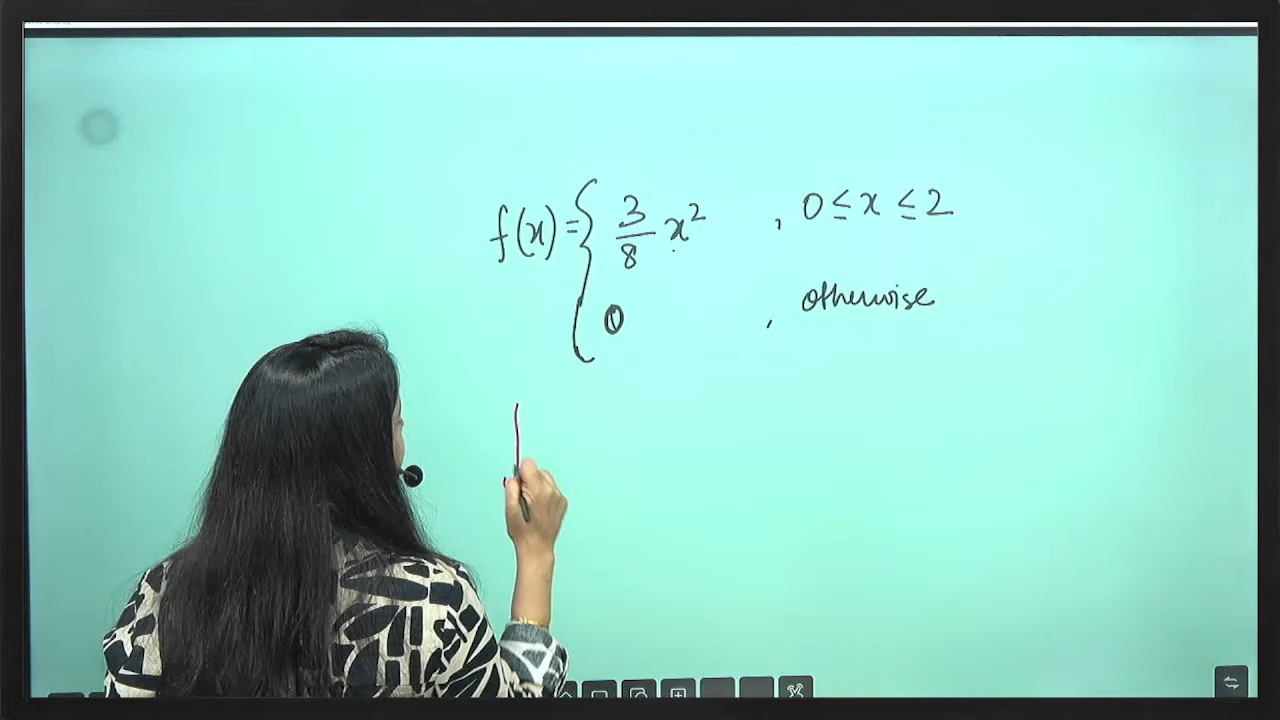 f(x) = { 3/8 x² , 0 ≤ x ≤ 2
0 , otherwise